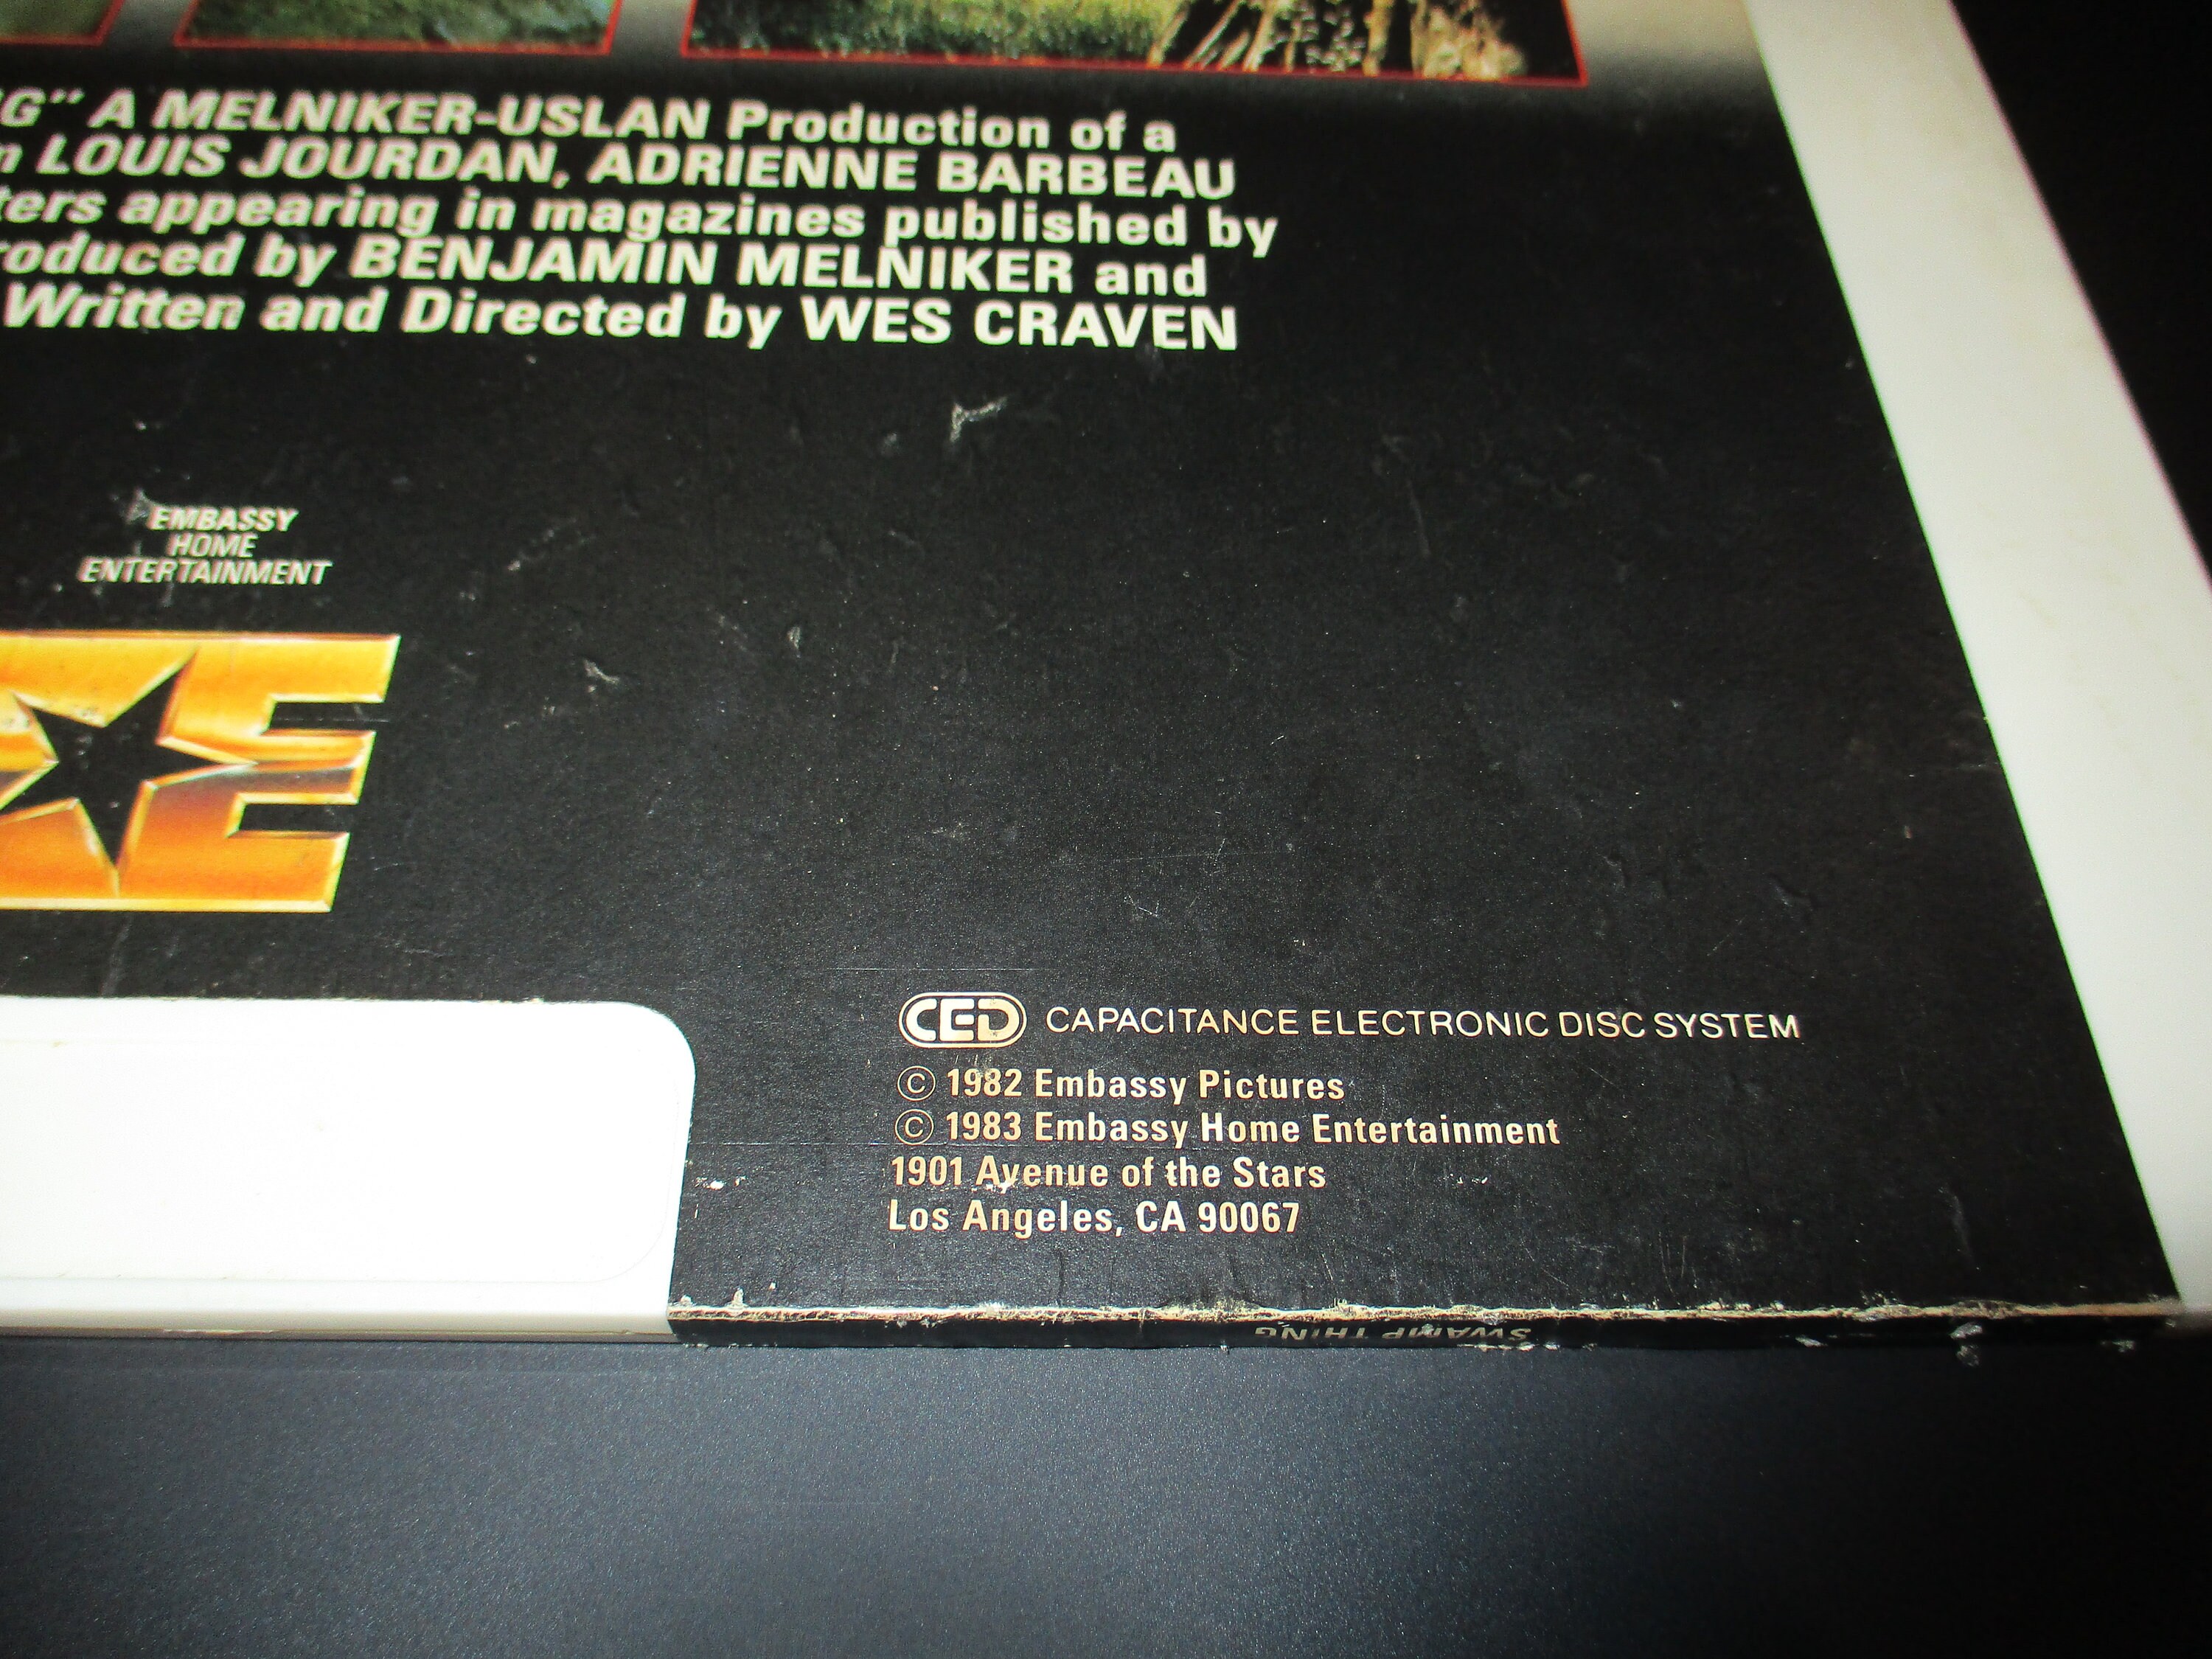 G" A MELNIKER-USLAN Production of a
LOUIS JOURDAN, ADRIENNE BARBEAU
ters appearing in magazines published by
roduced by BENJAMIN MELNIKER and
Written and Directed by WES CRAVEN
EMBASSY
HOME
ENTERTAINMENT
E
CED CAPACITANCE ELECTRONIC DISC SYSTEM
© 1982 Embassy Pictures
© 1983 Embassy Home Entertainment
1901 Avenue of the Stars
Los Angeles, CA 90067
SWAMP THING